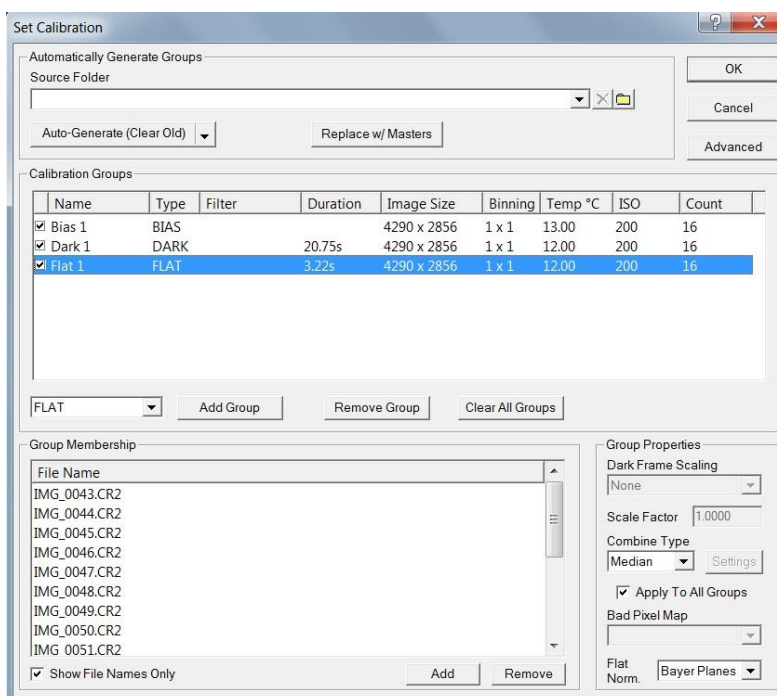 Set Calibration
Automatically Generate Groups
Source Folder
OK
Cancel
Auto-Generate (Clear Old) Replace w/ Masters
Advanced
Calibration Groups
Name Type Filter Duration Image Size Binning Temp °C ISO Count
Bias 1 BIAS 4290 x 2856 1 x 1 13.00 200 16
Dark 1 DARK 20.75s 4290 x 2856 1 x 1 12.00 200 16
Flat 1 FLAT 3.22s 4290 x 2856 1 x 1 12.00 200 16
FLAT Add Group Remove Group Clear All Groups
Group Membership
File Name
IMG_0043.CR2
IMG_0044.CR2
IMG_0045.CR2
IMG_0046.CR2
IMG_0047.CR2
IMG_0048.CR2
IMG_0049.CR2
IMG_0050.CR2
IMG_0051.CR2
Show File Names Only Add Remove
Group Properties
Dark Frame Scaling
None
Scale Factor 1.0000
Combine Type
Median Settings
Apply To All Groups
Bad Pixel Map
Flat Norm. Bayer Planes